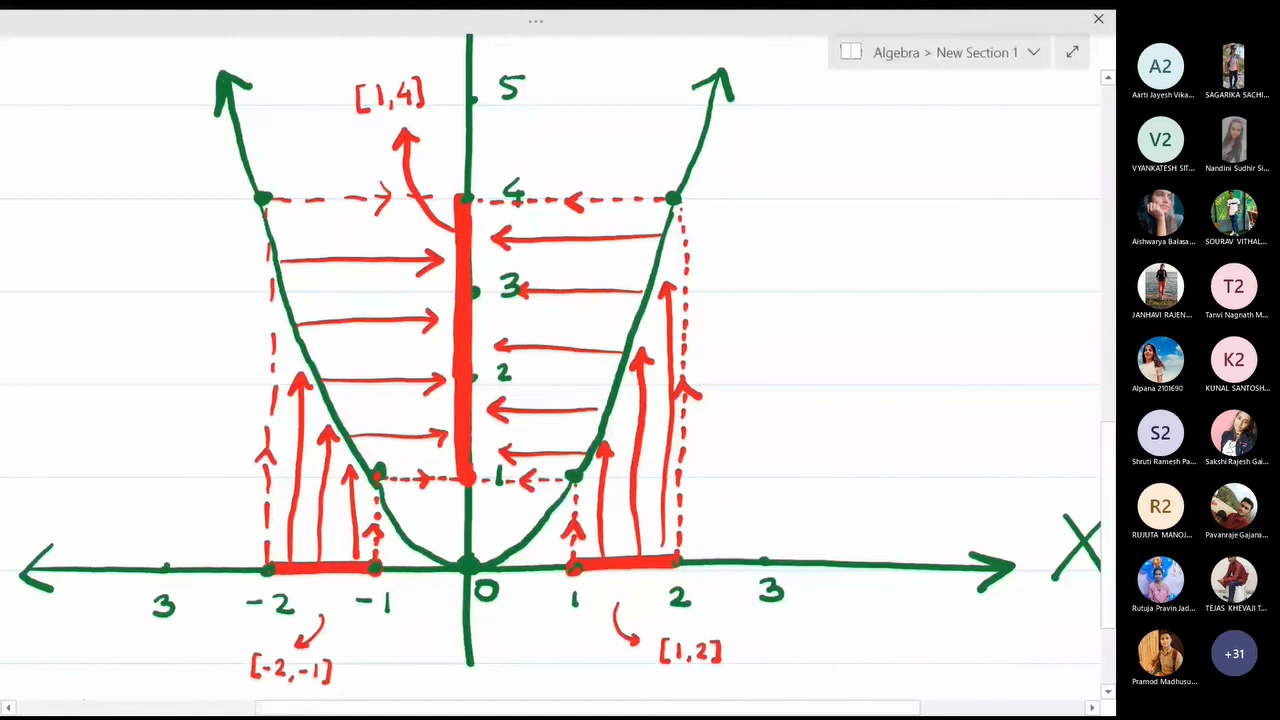 ...
Algebra > New Section 1
5
[1,4]
4
3
2
1
X
3 -2 -1 0 1 2 3
[-2,-1]
[1,2]
A2
Aarti Jayesh Vika...
SAGARIKA SACHI...
V2
VYANKATESH SIT...
Nandini Sudhir Si...
Aishwarya Balasa...
SOURAV VITHAL...
T2
JANHAVI RAJEN...
Tanvi Nagnath M...
K2
Alpana 2101690
KUNAL SANTOSH...
S2
Shruti Ramesh Pa...
Sakshi Rajesh Gai...
R2
RUJUTA MANOJ...
Pavanraje Gajana...
Rutuja Pravin Jad...
TEJAS KHEVAJI T...
+31
Pramod Madhusu...